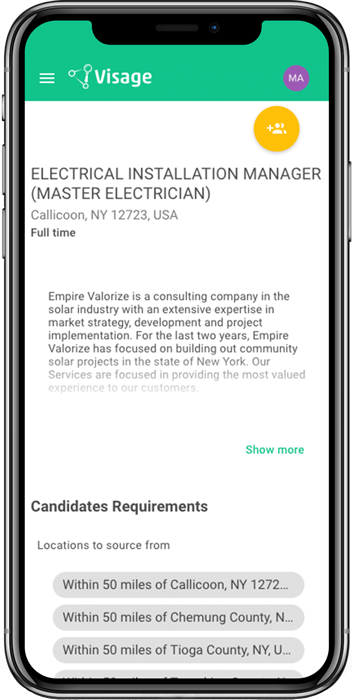 Visage
MA
ELECTRICAL INSTALLATION MANAGER
(MASTER ELECTRICIAN)
Callicoon, NY 12723, USA
Full time
Empire Valorize is a consulting company in the
solar industry with an extensive expertise in
market strategy, development and project
implementation. For the last two years, Empire
Valorize has focused on building out community
solar projects in the state of New York. Our
Services are focused in providing the most valued
experience to our customers.
Show more
Candidates Requirements
Locations to source from
Within 50 miles of Callicoon, NY 1272...
Within 50 miles of Chemung County, N...
Within 50 miles of Tioga County, NY, U...